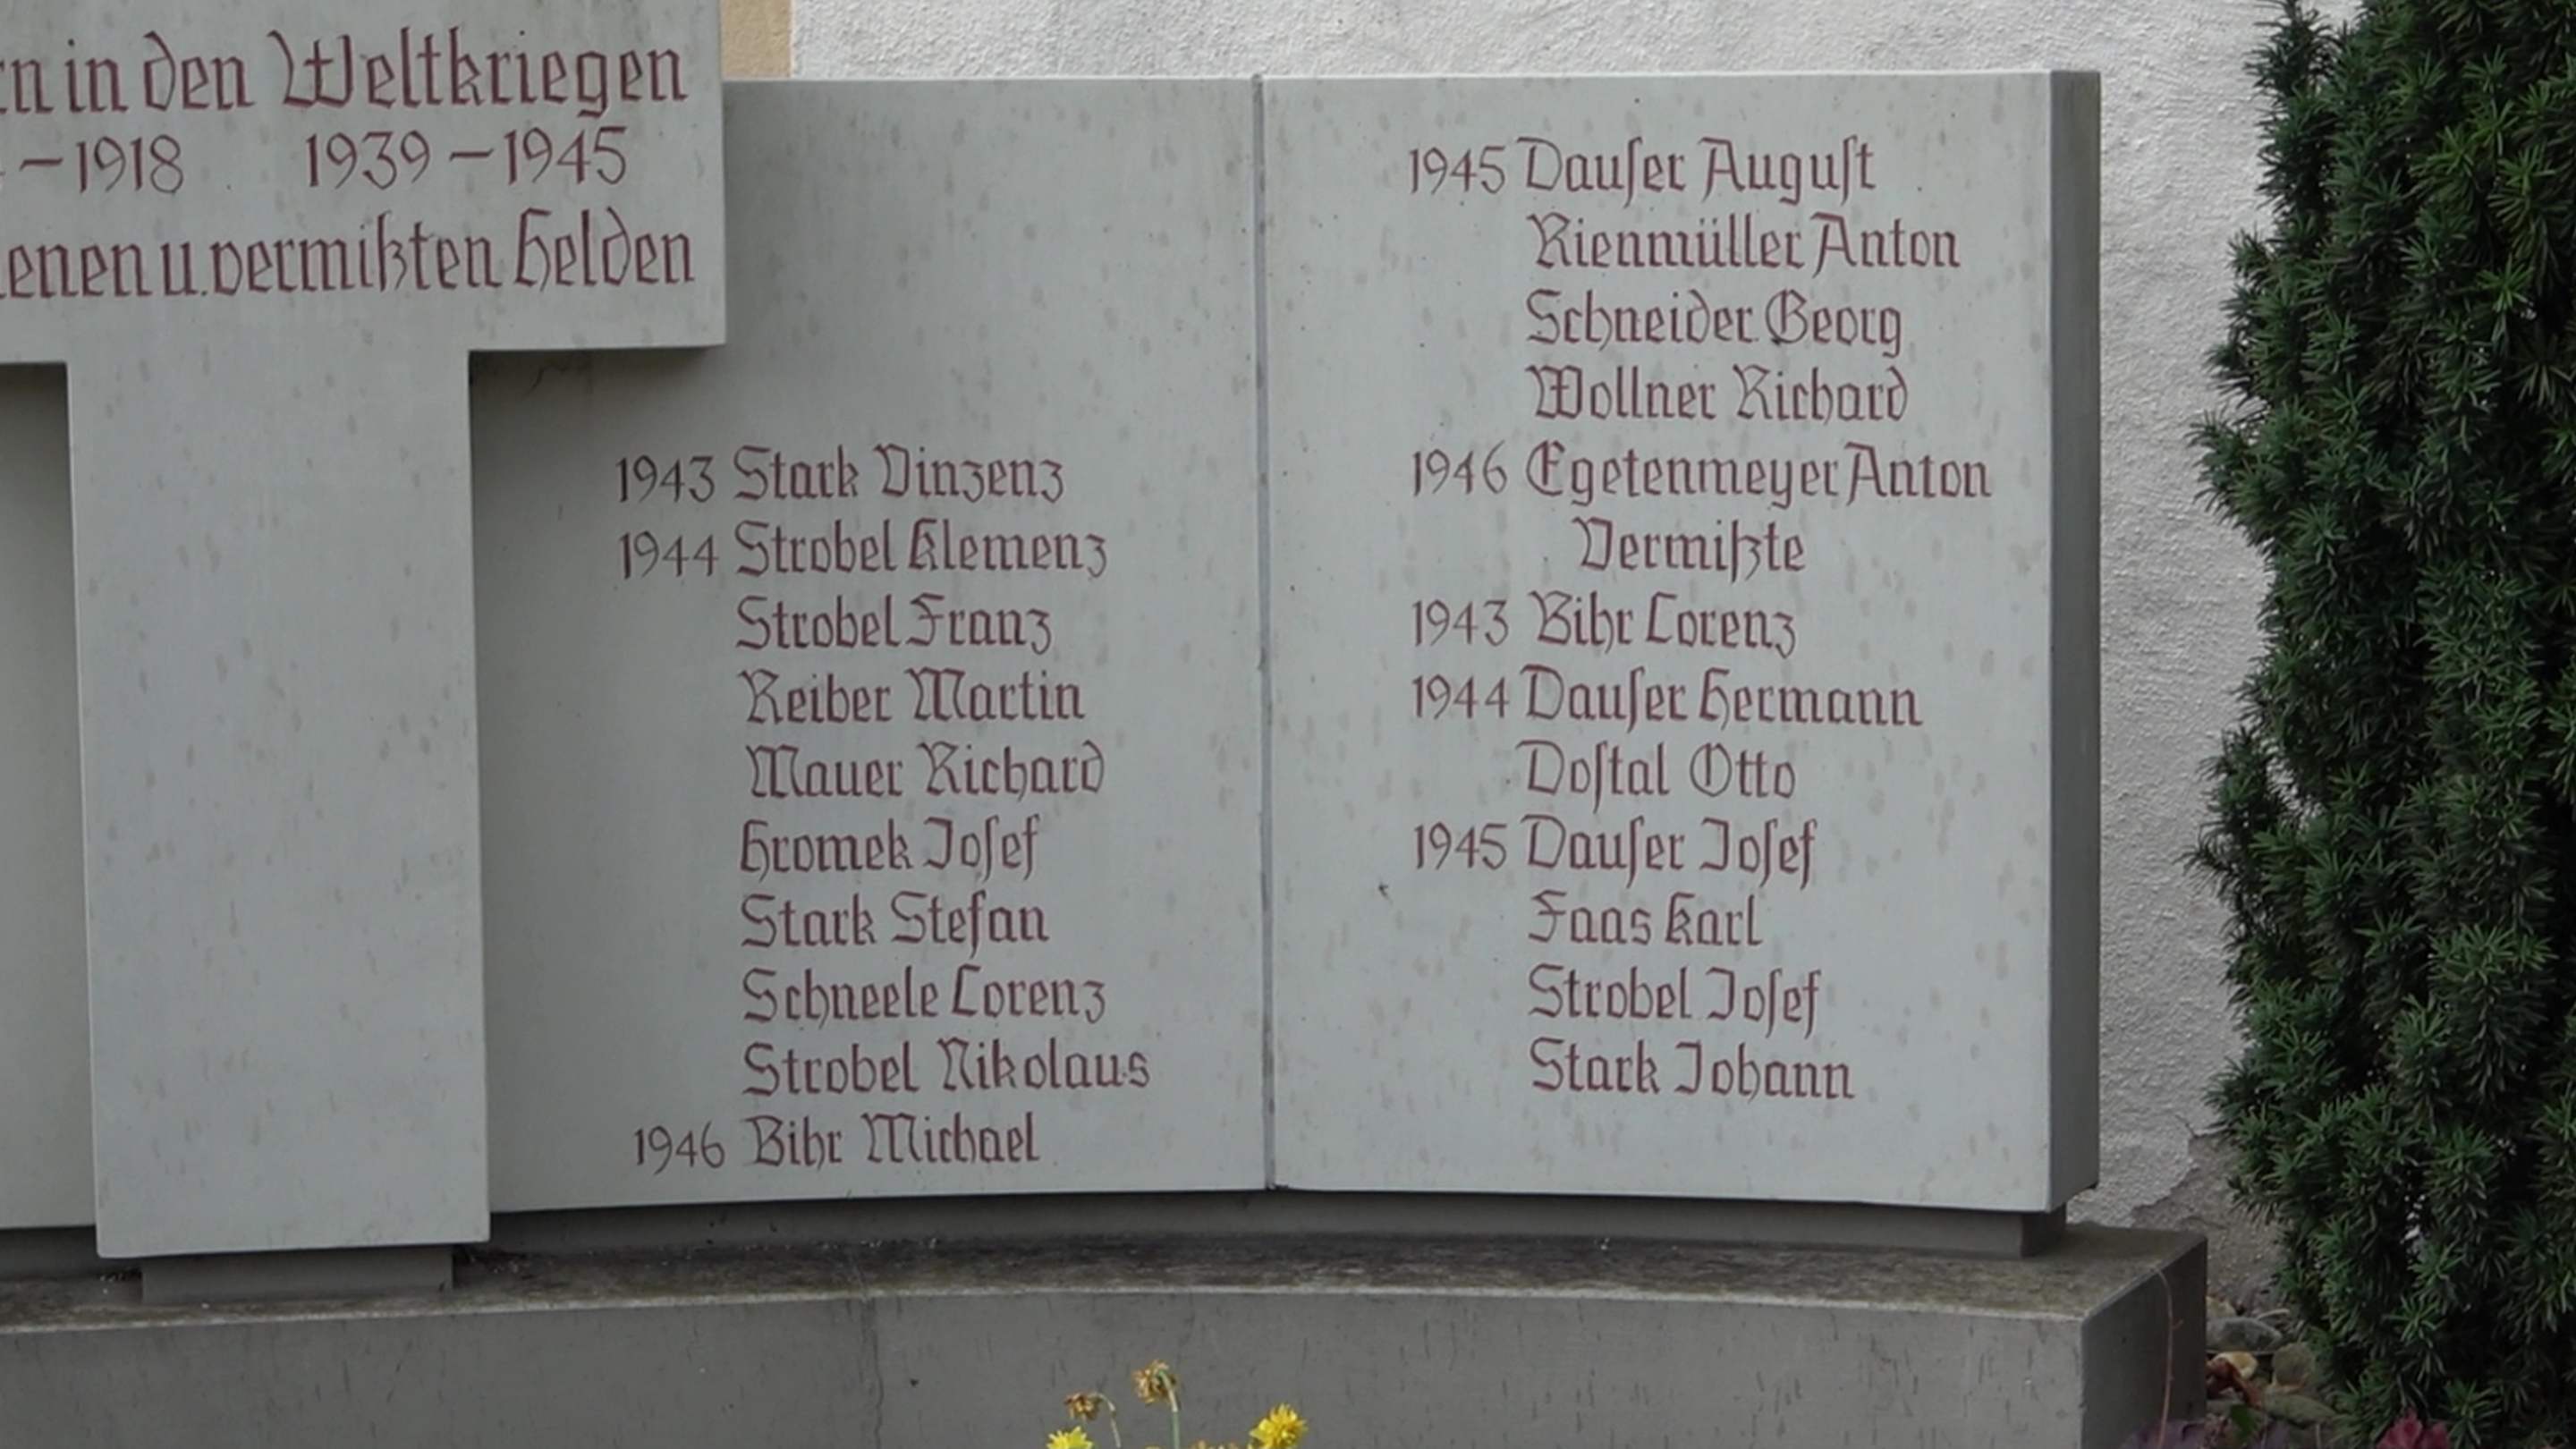 n in den Weltkriegen
–1918 1939–1945
enen u. vermißten Helden
1943 Stark Vinzenz
1944 Strobel Klemenz
Strobel Franz
Reiber Martin
Mauer Richard
Hromek Joſef
Stark Stefan
Schneele Lorenz
Strobel Nikolaus
1946 Bihr Michael
1945 Dauſer Auguſt
Rienmüller Anton
Schneider Georg
Wollner Richard
1946 Egetenmeyer Anton
Vermißte
1943 Bihr Lorenz
1944 Dauſer Hermann
Doſtal Otto
1945 Dauſer Joſef
Faas Karl
Strobel Joſef
Stark Johann